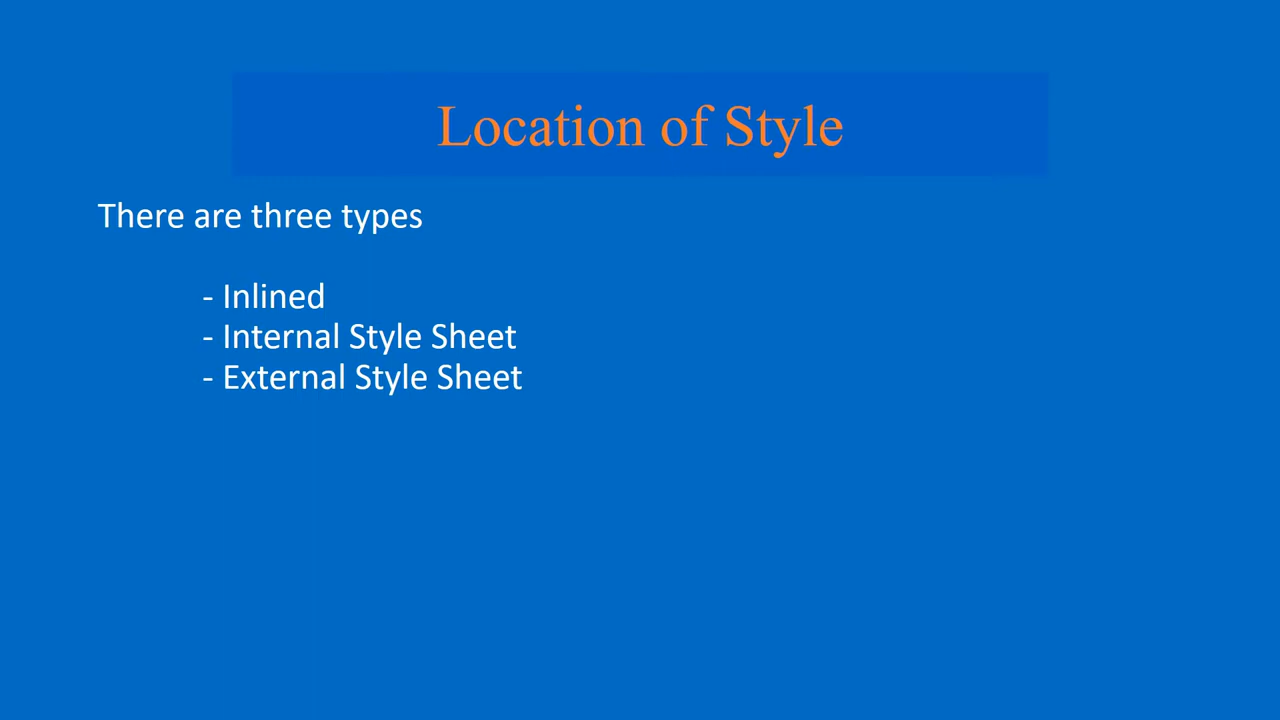 Location of Style
There are three types
- Inlined
- Internal Style Sheet
- External Style Sheet